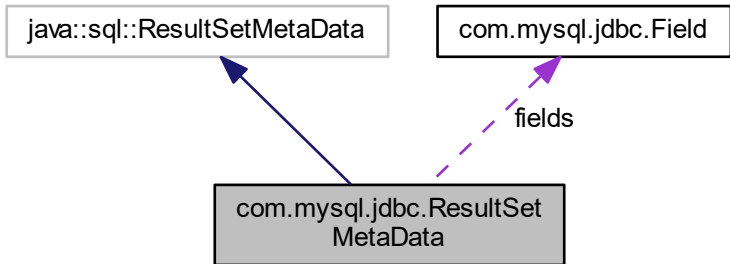 java::sql::ResultSetMetaData
com.mysql.jdbc.Field
fields
com.mysql.jdbc.ResultSet
MetaData